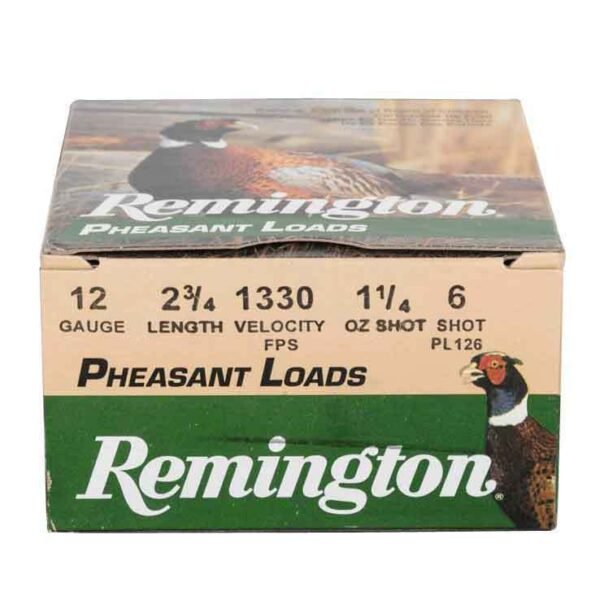 Remington
PHEASANT LOADS
12 2¾ 1330 1¼ 6
GAUGE LENGTH VELOCITY OZ SHOT SHOT
FPS PL126
PHEASANT LOADS
Remington®